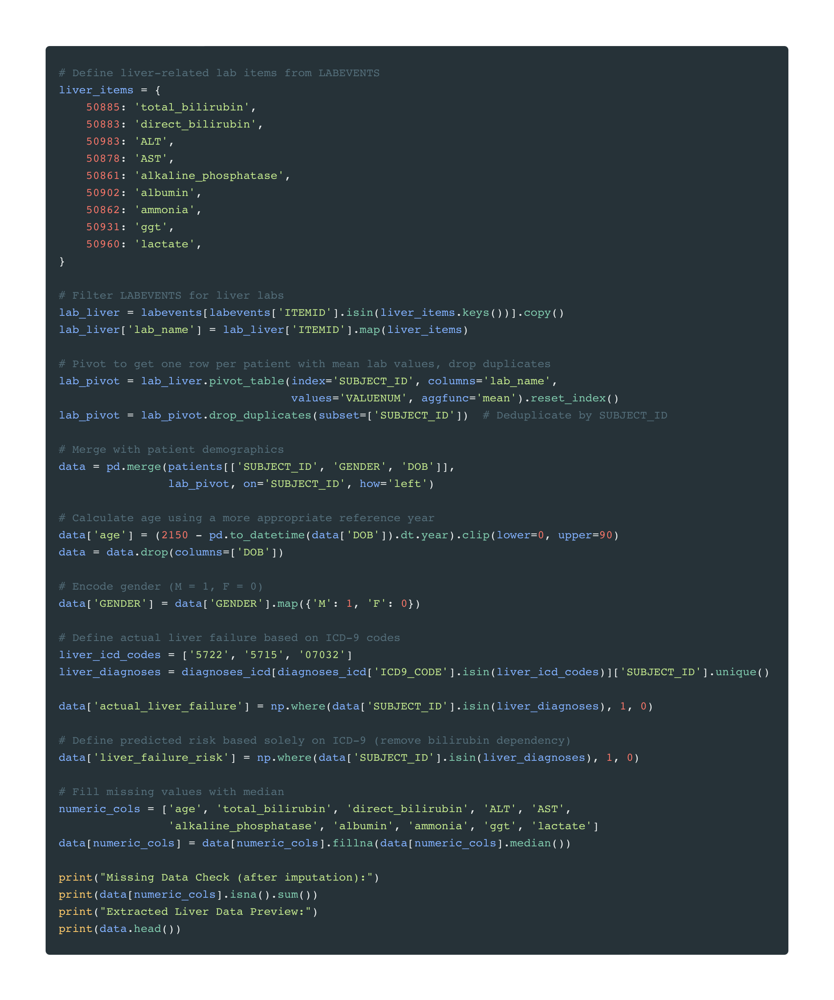 # Define liver-related lab items from LABEVENTS
liver_items = {
    50885: 'total_bilirubin',
    50883: 'direct_bilirubin',
    50983: 'ALT',
    50878: 'AST',
    50861: 'alkaline_phosphatase',
    50902: 'albumin',
    50862: 'ammonia',
    50931: 'ggt',
    50960: 'lactate',
}

# Filter LABEVENTS for liver labs
lab_liver = labevents[labevents['ITEMID'].isin(liver_items.keys())].copy()
lab_liver['lab_name'] = lab_liver['ITEMID'].map(liver_items)

# Pivot to get one row per patient with mean lab values, drop duplicates
lab_pivot = lab_liver.pivot_table(index='SUBJECT_ID', columns='lab_name',
                                  values='VALUENUM', aggfunc='mean').reset_index()
lab_pivot = lab_pivot.drop_duplicates(subset=['SUBJECT_ID'])  # Deduplicate by SUBJECT_ID

# Merge with patient demographics
data = pd.merge(patients[['SUBJECT_ID', 'GENDER', 'DOB']],
                lab_pivot, on='SUBJECT_ID', how='left')

# Calculate age using a more appropriate reference year
data['age'] = (2150 - pd.to_datetime(data['DOB']).dt.year).clip(lower=0, upper=90)
data = data.drop(columns=['DOB'])

# Encode gender (M = 1, F = 0)
data['GENDER'] = data['GENDER'].map({'M': 1, 'F': 0})

# Define actual liver failure based on ICD-9 codes
liver_icd_codes = ['5722', '5715', '07032']
liver_diagnoses = diagnoses_icd[diagnoses_icd['ICD9_CODE'].isin(liver_icd_codes)]['SUBJECT_ID'].unique()

data['actual_liver_failure'] = np.where(data['SUBJECT_ID'].isin(liver_diagnoses), 1, 0)

# Define predicted risk based solely on ICD-9 (remove bilirubin dependency)
data['liver_failure_risk'] = np.where(data['SUBJECT_ID'].isin(liver_diagnoses), 1, 0)

# Fill missing values with median
numeric_cols = ['age', 'total_bilirubin', 'direct_bilirubin', 'ALT', 'AST',
                'alkaline_phosphatase', 'albumin', 'ammonia', 'ggt', 'lactate']
data[numeric_cols] = data[numeric_cols].fillna(data[numeric_cols].median())

print("Missing Data Check (after imputation):")
print(data[numeric_cols].isna().sum())
print("Extracted Liver Data Preview:")
print(data.head())